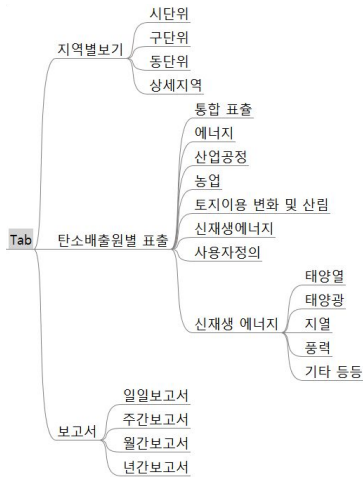 시단위
구단위
지역별보기
동단위
상세지역
통합 표출
에너지
산업공정
농업
토지이용 변화 및 산림
Tab
탄소배출원별 표출
신재생에너지
사용자정의
태양열
태양광
신재생 에너지
지열
풍력
기타 등등
일일보고서
주간보고서
보고서
월간보고서
년간보고서